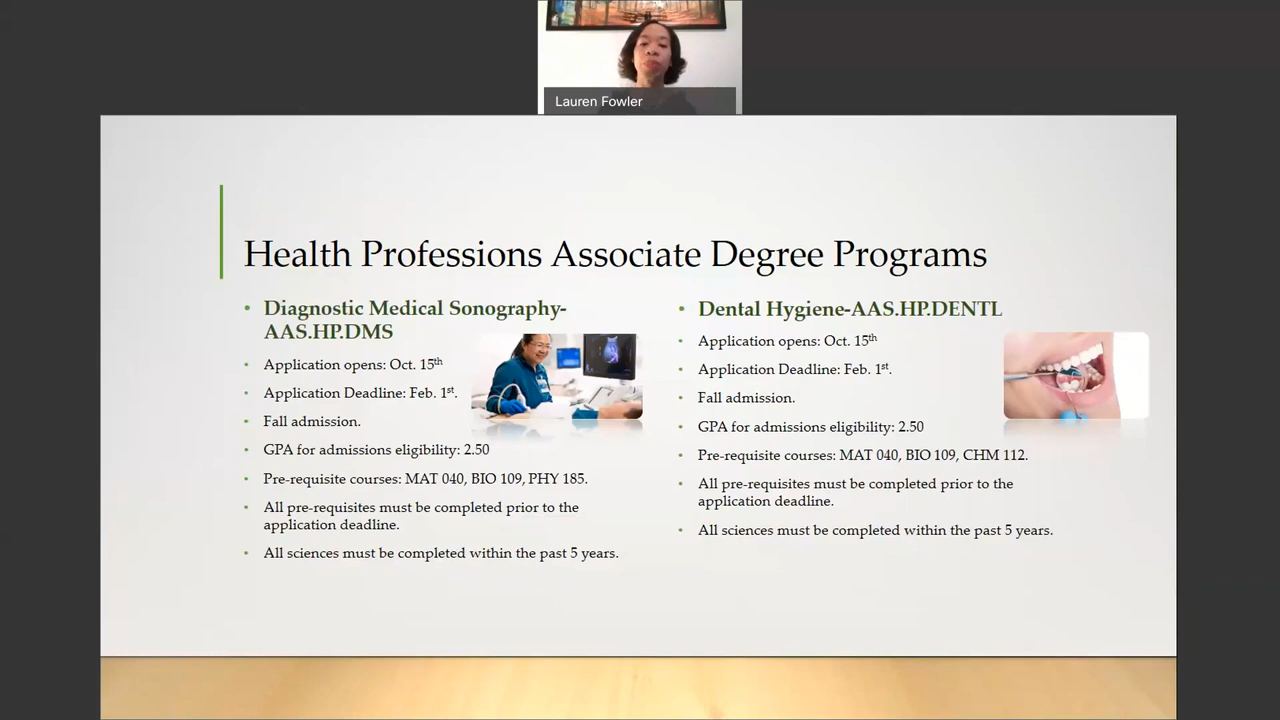 Lauren Fowler
Health Professions Associate Degree Programs
• Diagnostic Medical Sonography-
AAS.HP.DMS
• Application opens: Oct. 15th
• Application Deadline: Feb. 1st.
• Fall admission.
• GPA for admissions eligibility: 2.50
• Pre-requisite courses: MAT 040, BIO 109, PHY 185.
• All pre-requisites must be completed prior to the
application deadline.
• All sciences must be completed within the past 5 years.
• Dental Hygiene-AAS.HP.DENTL
• Application opens: Oct. 15th
• Application Deadline: Feb. 1st.
• Fall admission.
• GPA for admissions eligibility: 2.50
• Pre-requisite courses: MAT 040, BIO 109, CHM 112.
• All pre-requisites must be completed prior to the
application deadline.
• All sciences must be completed within the past 5 years.